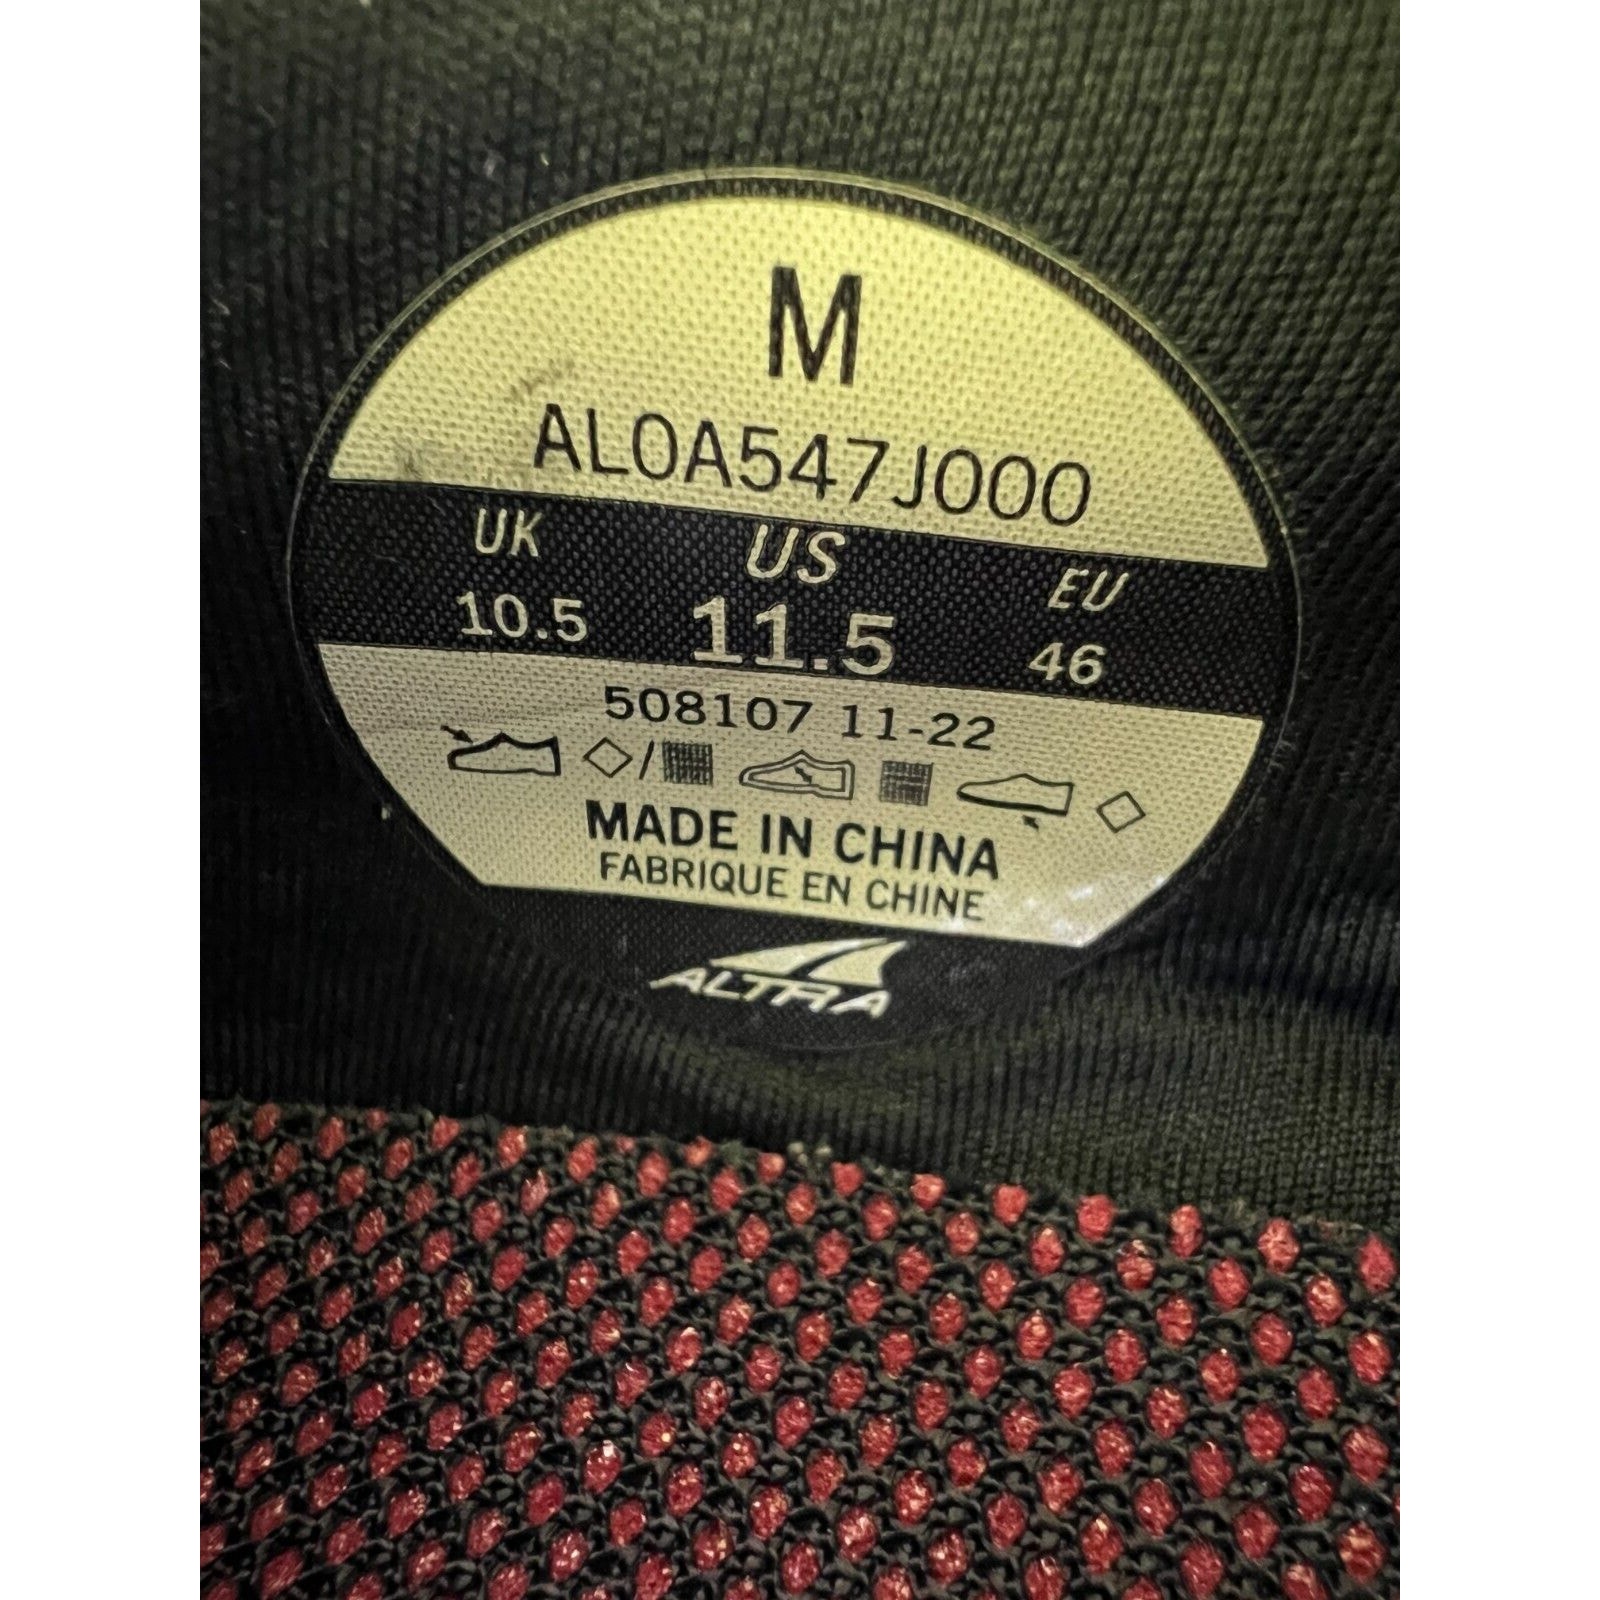 M
AL0A547J000
UK US EU
10.5 11.5 46
508107 11-22
MADE IN CHINA
FABRIQUE EN CHINE
ALTRA